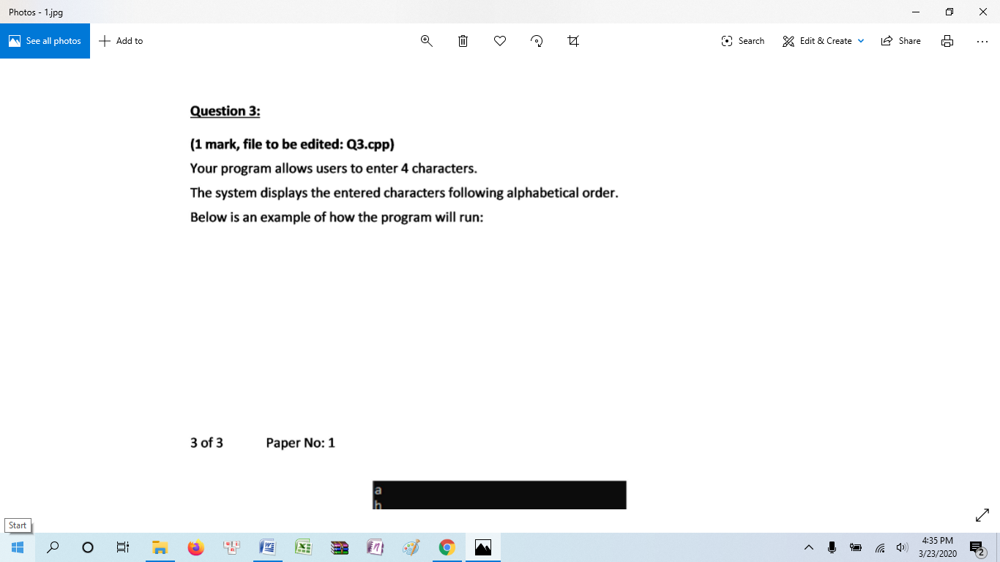 Photos - 1.jpg
See all photos
Add to
Search
Edit & Create
Share
Question 3:
(1 mark, file to be edited: Q3.cpp)
Your program allows users to enter 4 characters.
The system displays the entered characters following alphabetical order.
Below is an example of how the program will run:
3 of 3 Paper No: 1
a
Start
4:35 PM
3/23/2020
2